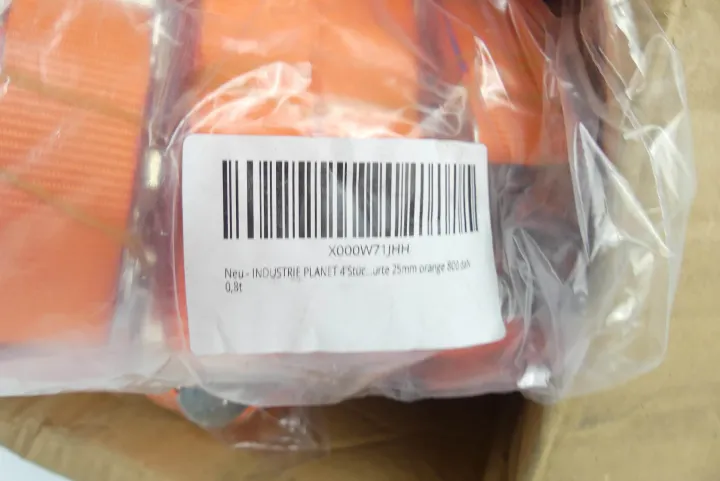 X000W71JHH
Neu - INDUSTRIE PLANET 4 Stüc...urte 25mm orange 800 daN
0,8t